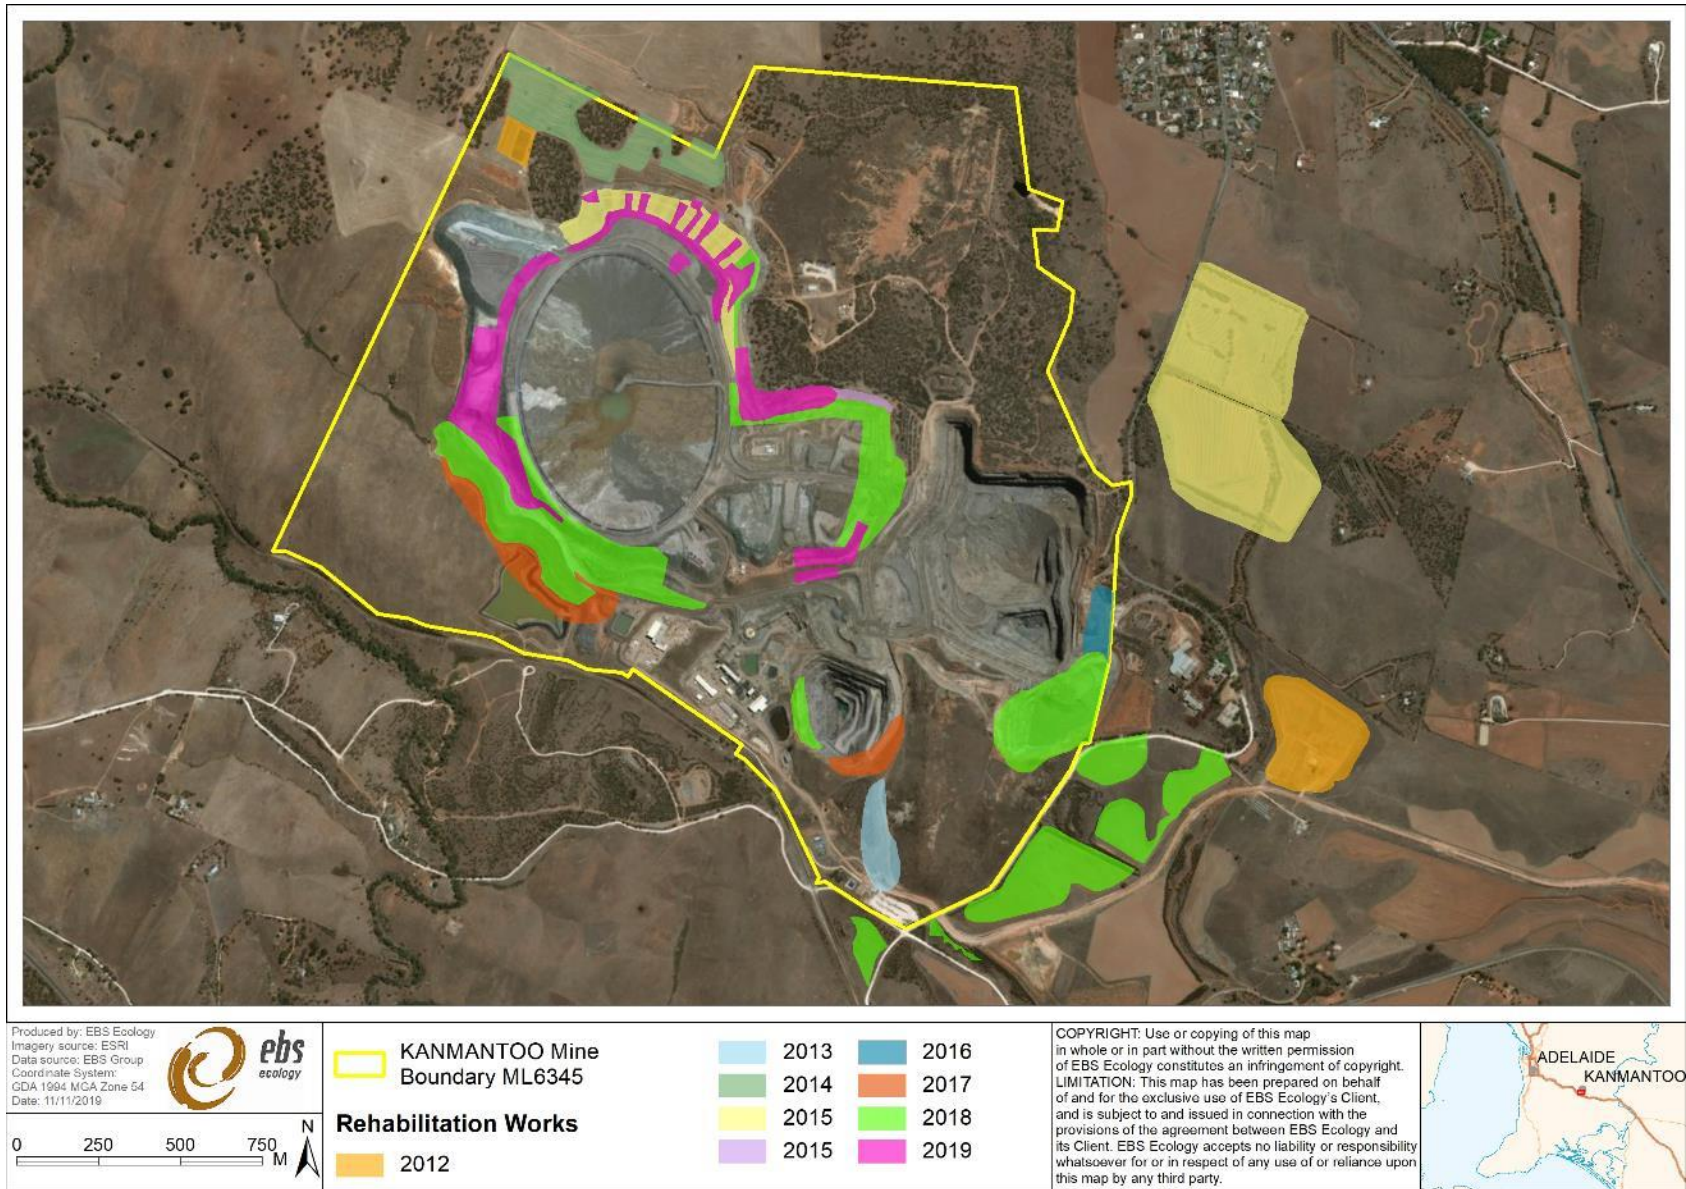 Produced by: EBS Ecology
Imagery source: ESRI
Data source: EBS Group
Coordinate System:
GDA 1994 MGA Zone 54
Date: 11/11/2019
ebs
ecology
0 250 500 750
M
N
KANMANTOO Mine
Boundary ML6345
Rehabilitation Works
2012
2013
2014
2015
2015
2016
2017
2018
2019
COPYRIGHT: Use or copying of this map
in whole or in part without the written permission
of EBS Ecology constitutes an infringement of copyright.
LIMITATION: This map has been prepared on behalf
of and for the exclusive use of EBS Ecology's Client,
and is subject to and issued in connection with the
provisions of the agreement between EBS Ecology and
its Client. EBS Ecology accepts no liability or responsibility
whatsoever for or in respect of any use of or reliance upon
this map by any third party.
ADELAIDE
KANMANTOO